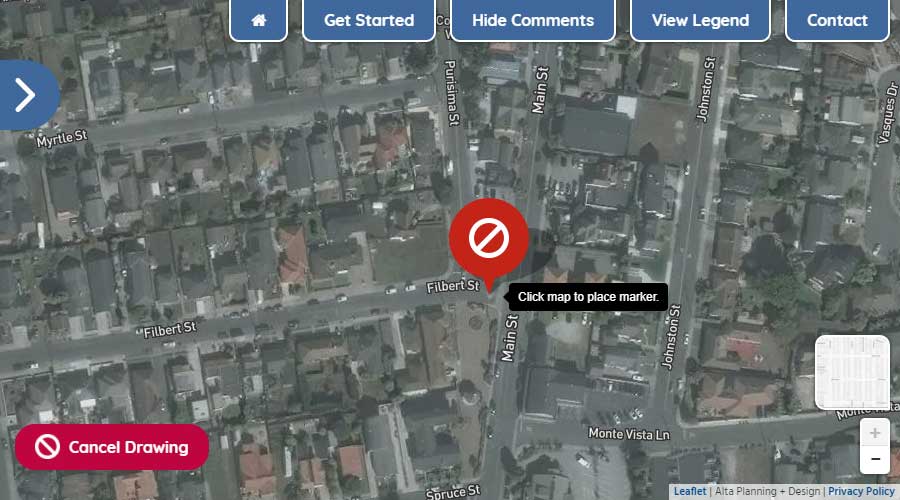 Get Started
Hide Comments
View Legend
Contact
Purisima St
Main St
Johnston St
Vasques Dr
Myrtle St
Filbert St
Click map to place marker.
Filbert St
Main St
Johnston St
Monte Vista Ln
Cancel Drawing
Spruce St
+
−
Leaflet | Alta Planning + Design | Privacy Policy